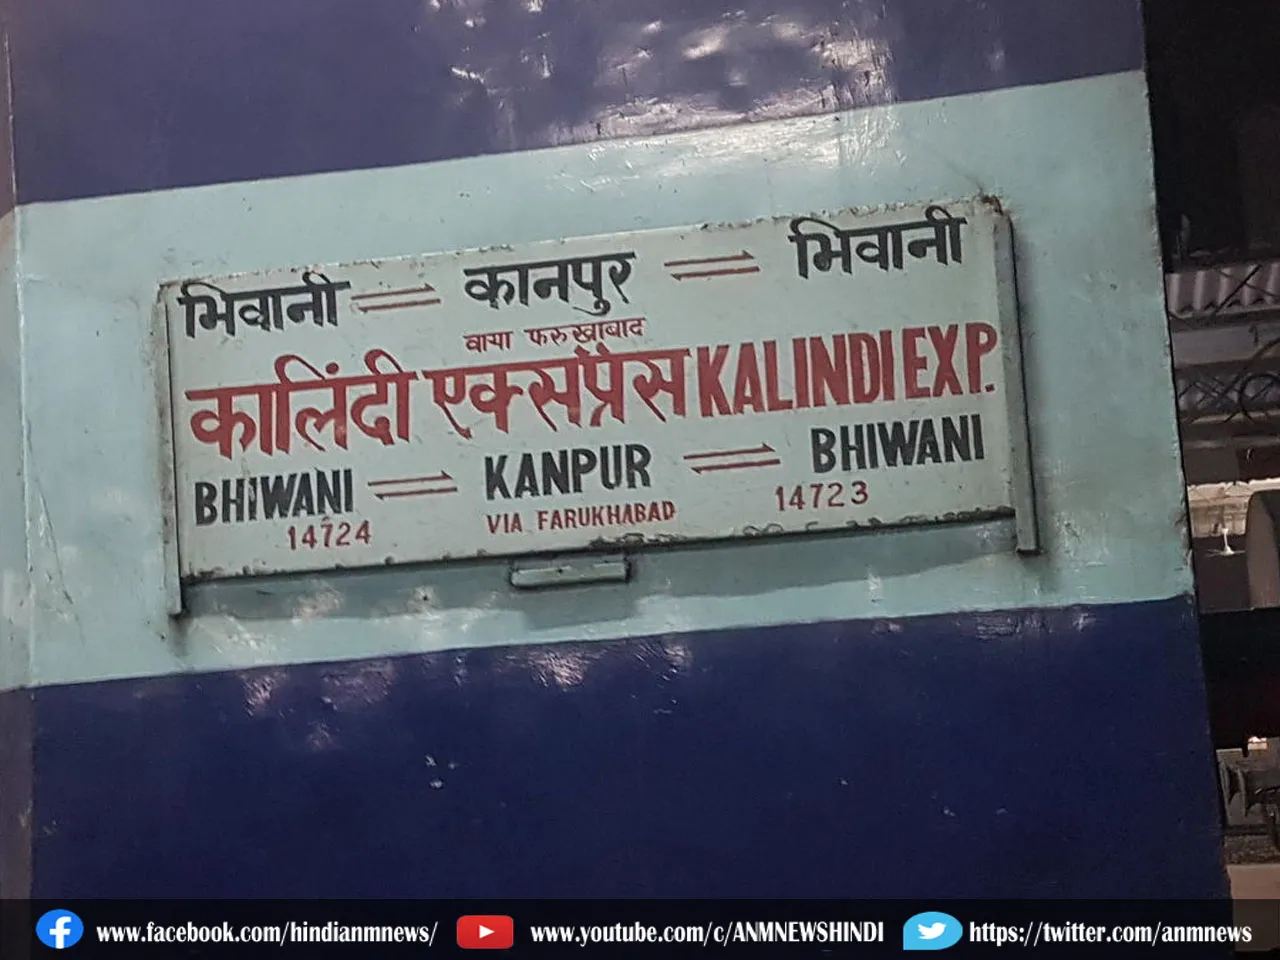 भिवानी कानपुर भिवानी
वाया फरुखाबाद
कालिंदी एक्सप्रेस KALINDI EXP.
BHIWANI KANPUR BHIWANI
14724 VIA FARUKHABAD 14723
www.facebook.com/hindianmnews/ www.youtube.com/c/ANMNEWSHINDI https://twitter.com/anmnews